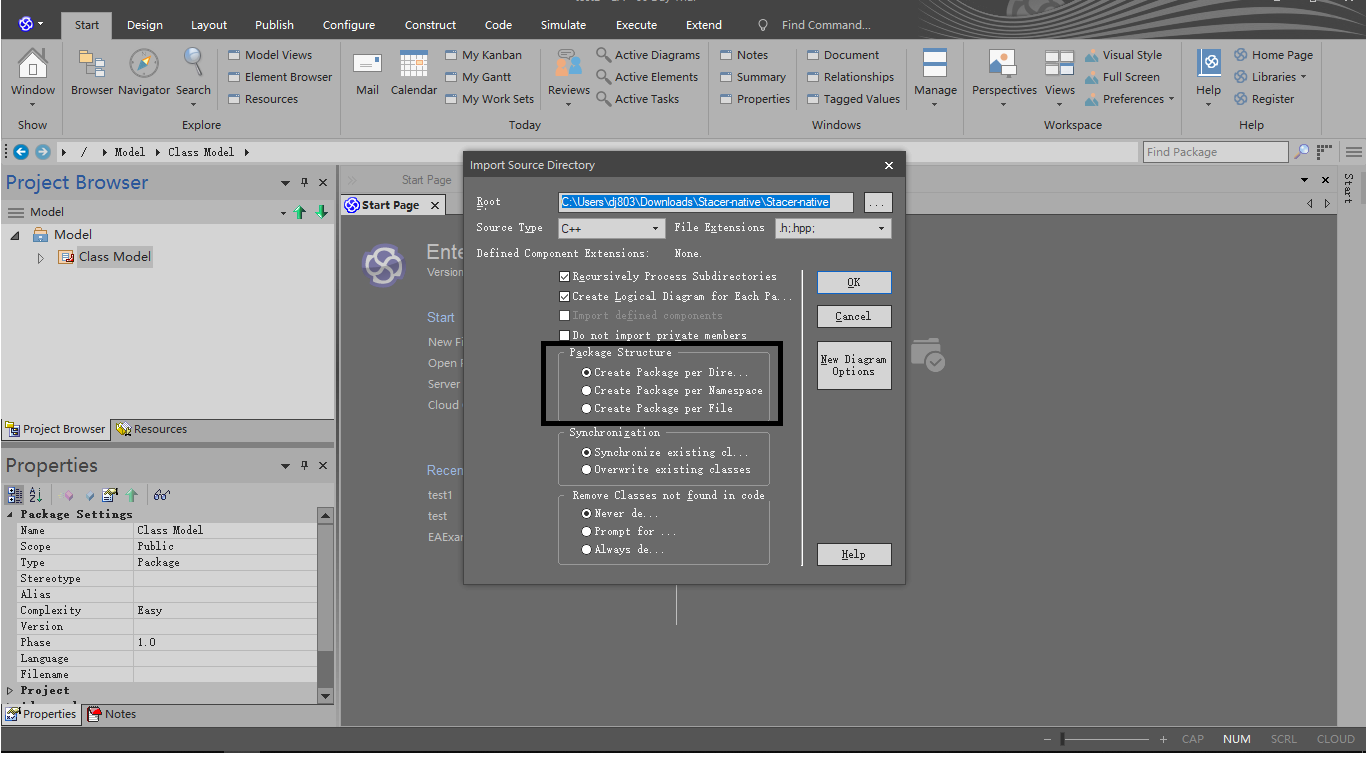 Start Design Layout Publish Configure Construct Code Simulate Execute Extend Find Command...
Window
Show
Browser
Navigator
Search
Model Views
Element Browser
Resources
Explore
Mail
Calendar
My Kanban
My Gantt
My Work Sets
Reviews
Active Diagrams
Active Elements
Active Tasks
Today
Notes
Summary
Properties
Document
Relationships
Tagged Values
Manage
Windows
Perspectives
Views
Visual Style
Full Screen
Preferences
Workspace
Help
Home Page
Libraries
Register
Help
/ Model Class Model
Find Package
Project Browser
Model
Model
Class Model
Project Browser Resources
Properties
Package Settings
Name Class Model
Scope Public
Type Package
Stereotype
Alias
Complexity Easy
Version
Phase 1.0
Language
Filename
Project
Properties Notes
Start Page
Start Page
Start
Ente
Version
Start
New Fi
Open F
Server
Cloud
Recen
test1
test
EAExar
Import Source Directory
Root C:\Users\dj803\Downloads\Stacer-native\Stacer-native ...
Source Type C++ File Extensions .h;.hpp;
Defined Component Extensions: None.
Recursively Process Subdirectories
Create Logical Diagram for Each Pa...
Import defined components
Do not import private members
Package Structure
Create Package per Dire...
Create Package per Namespace
Create Package per File
Synchronization
Synchronize existing cl...
Overwrite existing classes
Remove Classes not found in code
Never de...
Prompt for ...
Always de...
OK
Cancel
New Diagram
Options
Help
CAP NUM SCRL CLOUD